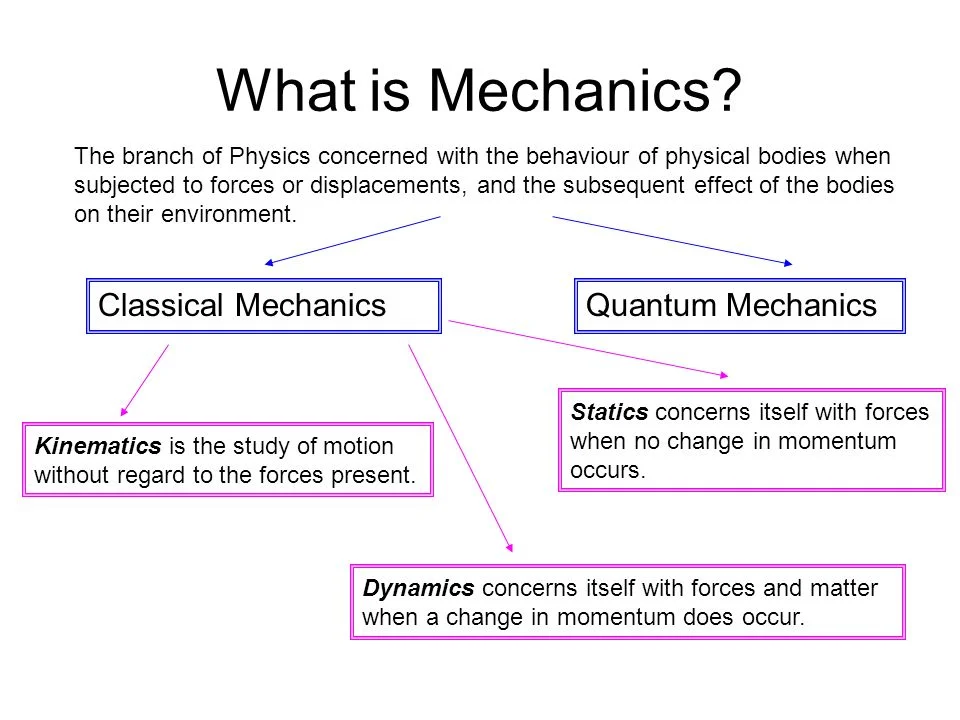 What is Mechanics?
The branch of Physics concerned with the behaviour of physical bodies when
subjected to forces or displacements, and the subsequent effect of the bodies
on their environment.
Classical Mechanics
Quantum Mechanics
Statics concerns itself with forces
when no change in momentum
occurs.
Kinematics is the study of motion
without regard to the forces present.
Dynamics concerns itself with forces and matter
when a change in momentum does occur.